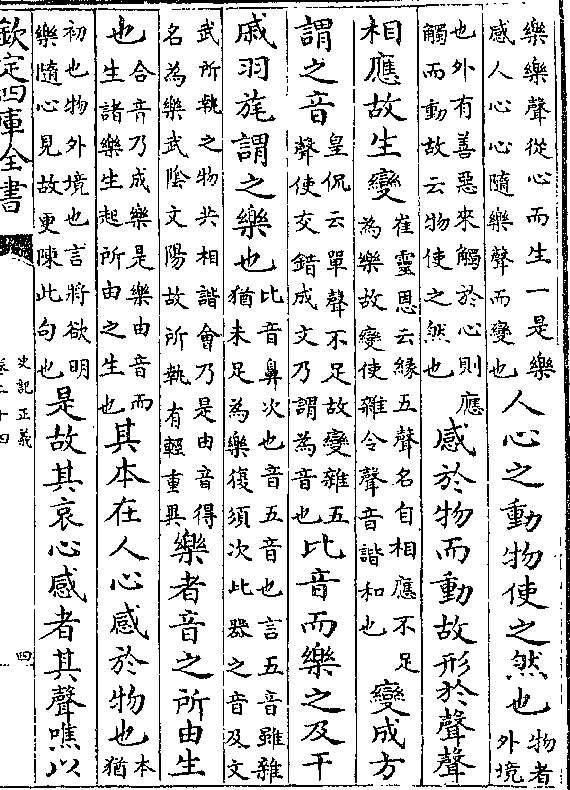 樂樂聲從心而生一是樂
感人心心隨樂聲而變也
人心之動物使之然也
物者
外境
也外有善惡來觸於心則應
觸而動故云物使之然也
感於物而動故形於聲聲
相應故生變
崔靈恩云緣五聲名自相應不足
為樂故變使雜令聲音諧和也
變成方
謂之音
皇侃云單聲不足故變雜五
聲使交錯成文乃謂為音也
比音而樂之及干
戚羽旄謂之樂也
比音鼻次也音五音也言五音雖雜
猶未足為樂復須次比器之音及文
武所執之物共相諧會乃是由音得
名為樂武陰文陽故所執有輕重異
樂者音之所由生
也
合音乃成樂是樂由音而
生諸樂生起所由之生也
其本在人心感於物也
本
猶
初也物外境也言將欲明
樂隨心見故更陳此句也
是故其哀心感者其聲噍以
欽定四庫全書
史記正義
卷二十四
四